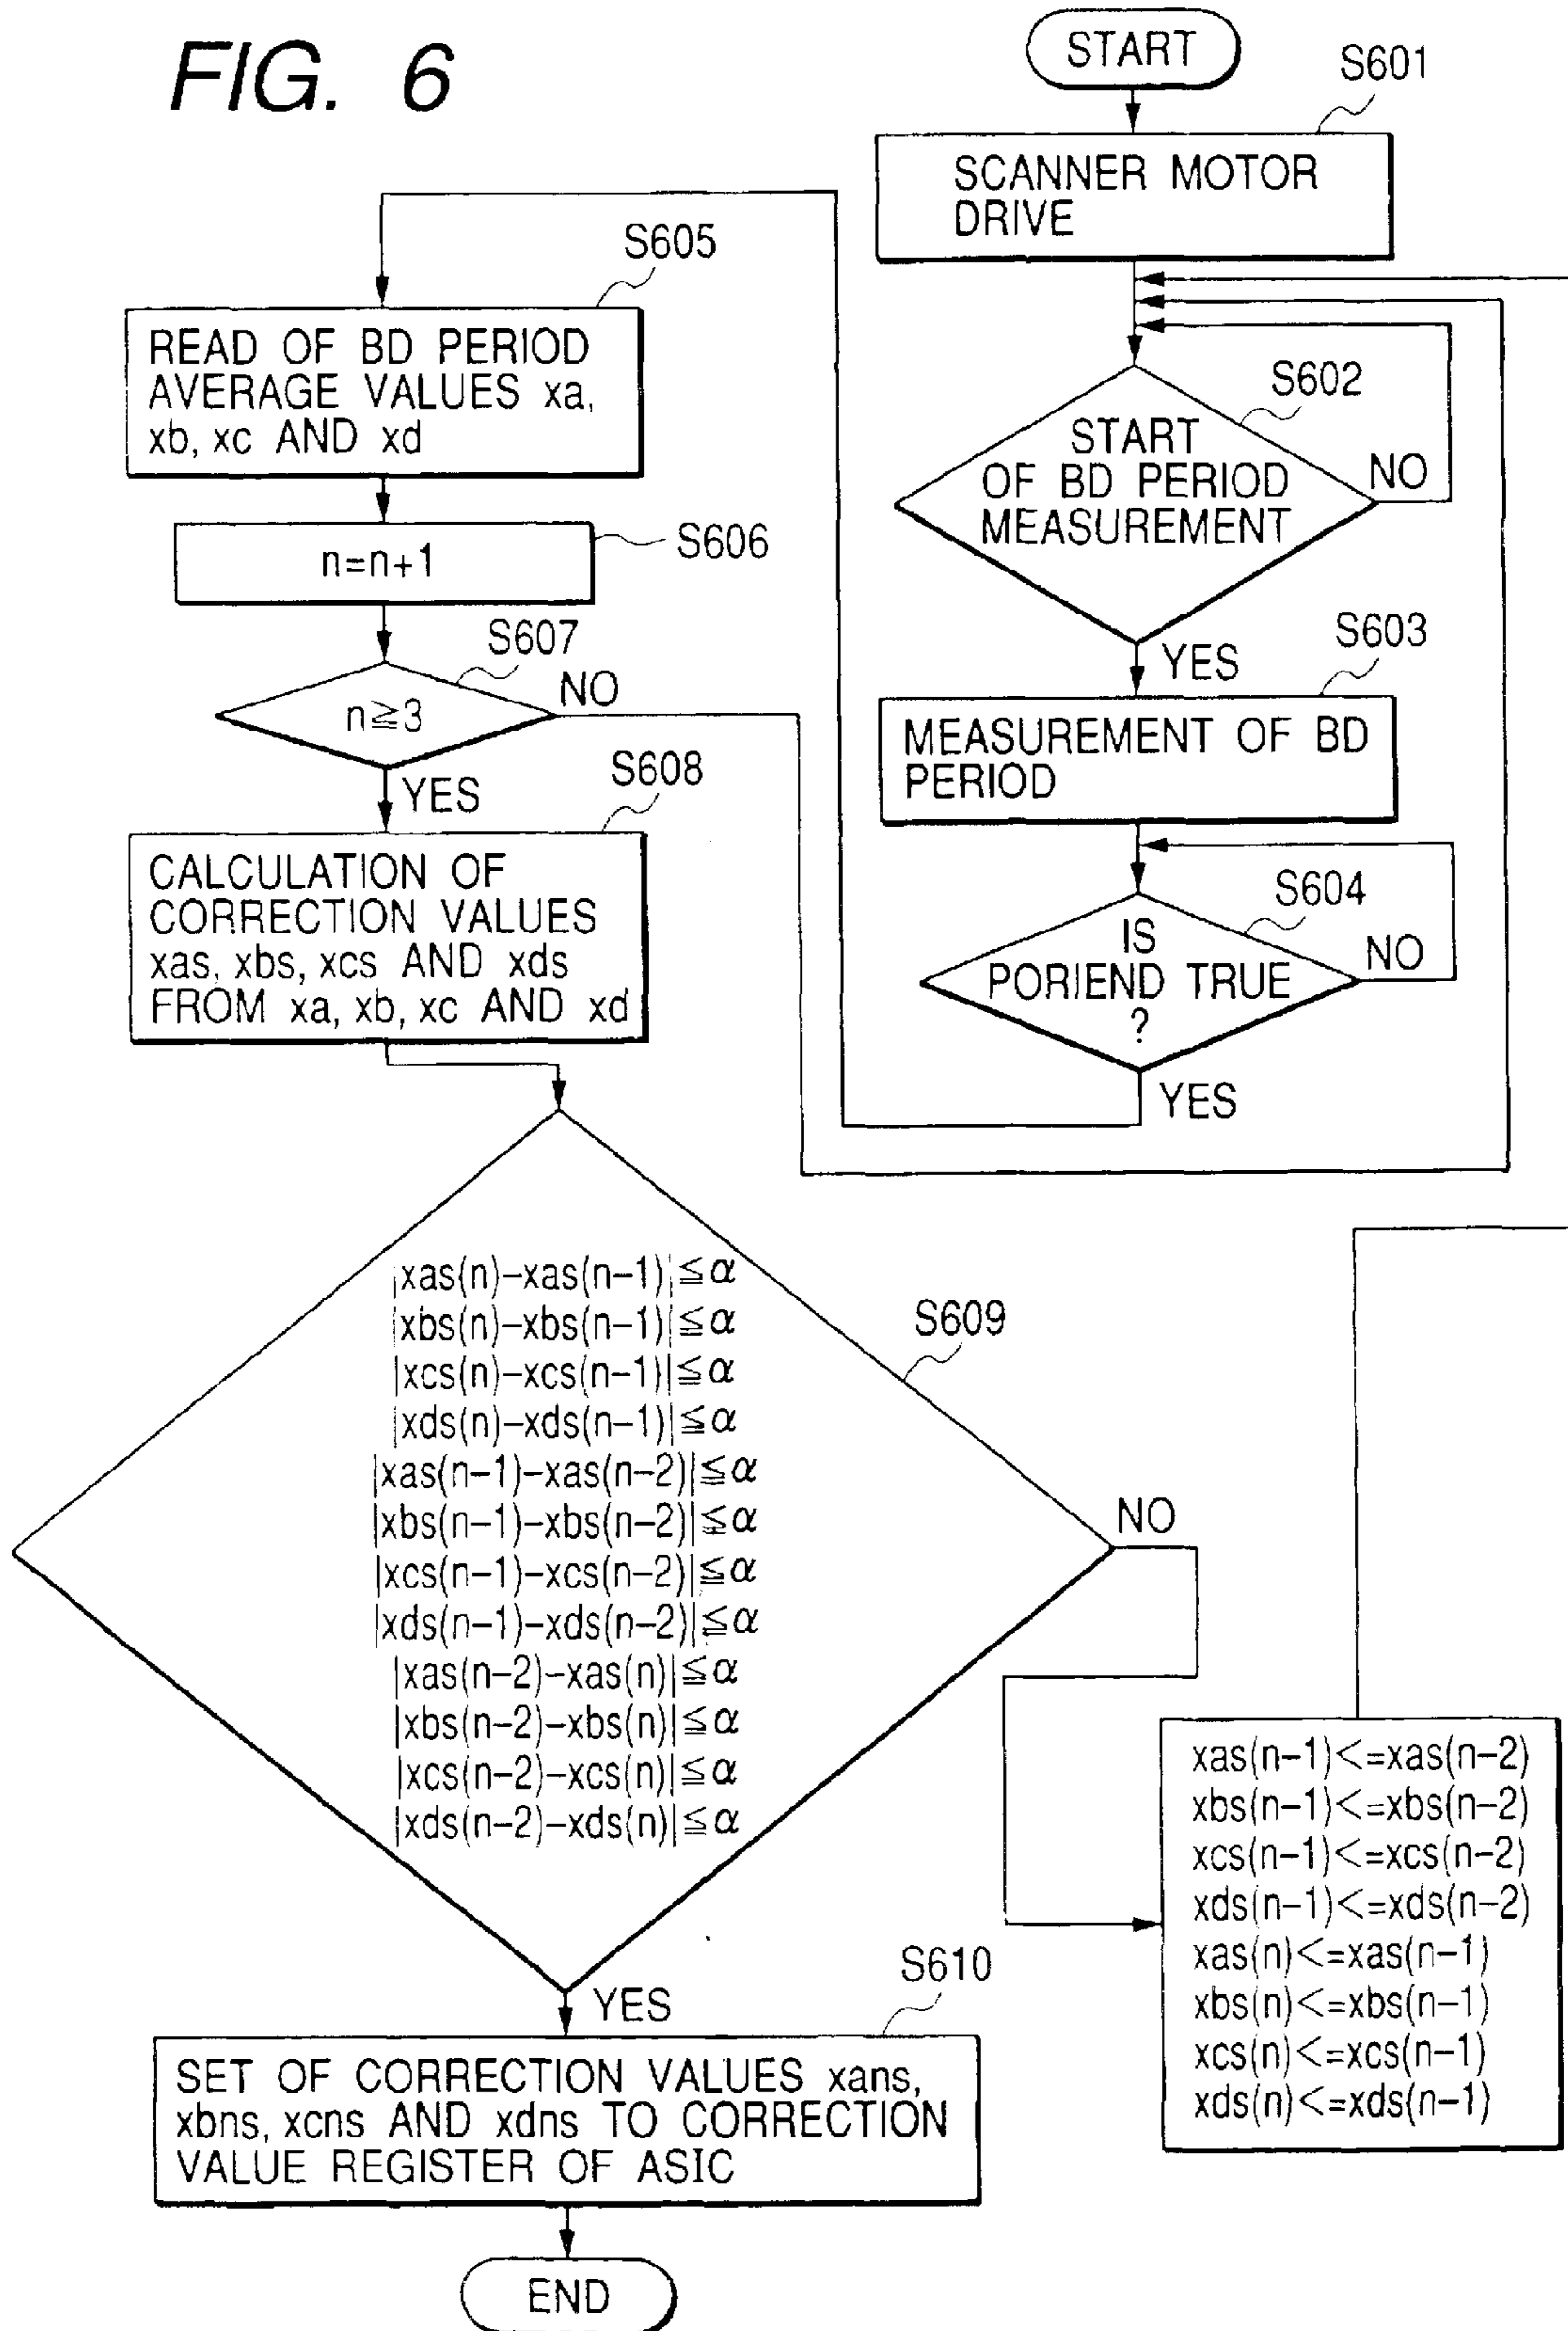 FIG. 6
START
S601
SCANNER MOTOR
DRIVE
S602
START
OF BD PERIOD
MEASUREMENT
NO
YES
S603
MEASUREMENT OF BD
PERIOD
S604
IS
PORIEND TRUE
?
NO
YES
S605
READ OF BD PERIOD
AVERAGE VALUES xa,
xb, xc AND xd
S606
n=n+1
S607
n≧3
NO
YES
S608
CALCULATION OF
CORRECTION VALUES
xas, xbs, xcs AND xds
FROM xa, xb, xc AND xd
S609
|xas(n)–xas(n–1)|≦α
|xbs(n)–xbs(n–1)|≦α
|xcs(n)–xcs(n–1)|≦α
|xds(n)–xds(n–1)|≦α
|xas(n–1)–xas(n–2)|≦α
|xbs(n–1)–xbs(n–2)|≦α
|xcs(n–1)–xcs(n–2)|≦α
|xds(n–1)–xds(n–2)|≦α
|xas(n–2)–xas(n)|≦α
|xbs(n–2)–xbs(n)|≦α
|xcs(n–2)–xcs(n)|≦α
|xds(n–2)–xds(n)|≦α
NO
xas(n–1)<=xas(n–2)
xbs(n–1)<=xbs(n–2)
xcs(n–1)<=xcs(n–2)
xds(n–1)<=xds(n–2)
xas(n)<=xas(n–1)
xbs(n)<=xbs(n–1)
xcs(n)<=xcs(n–1)
xds(n)<=xds(n–1)
YES
S610
SET OF CORRECTION VALUES xans,
xbns, xcns AND xdns TO CORRECTION
VALUE REGISTER OF ASIC
END